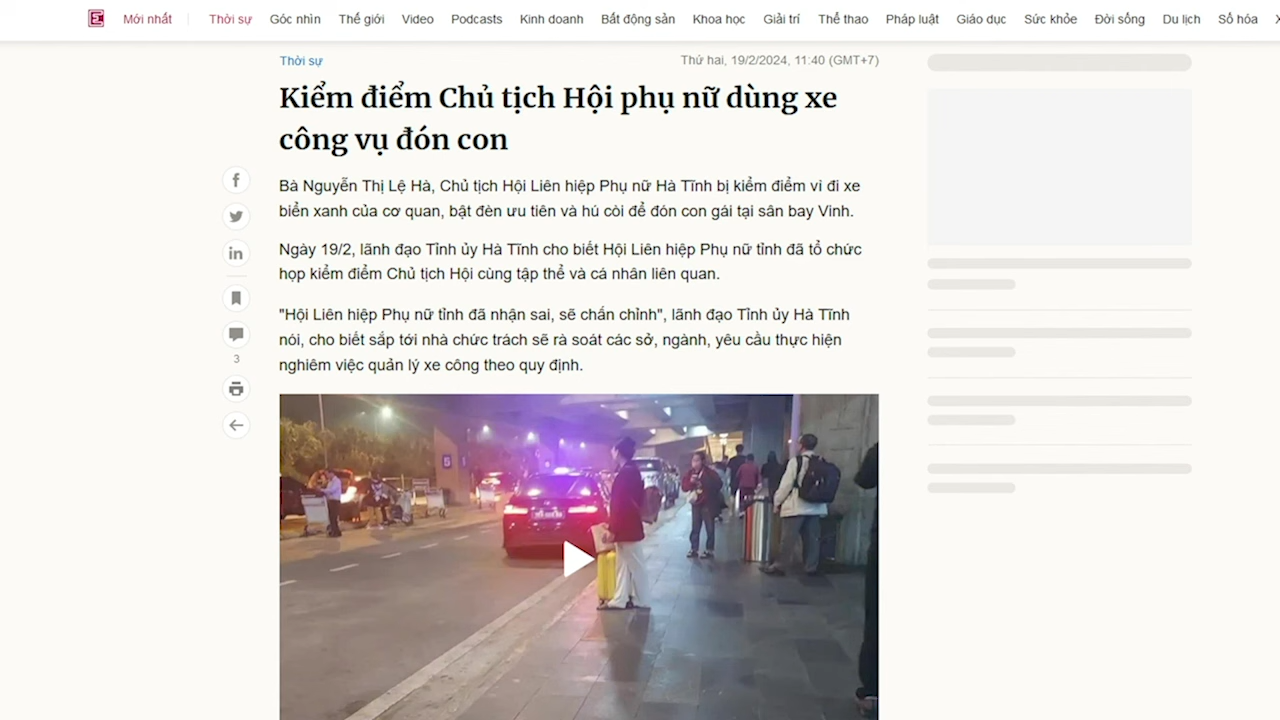 Mới nhất Thời sự Góc nhìn Thế giới Video Podcasts Kinh doanh Bất động sản Khoa học Giải trí Thể thao Pháp luật Giáo dục Sức khỏe Đời sống Du lịch Số hóa
Thời sự Thứ hai, 19/2/2024, 11:40 (GMT+7)
Kiểm điểm Chủ tịch Hội phụ nữ dùng xe
công vụ đón con
Bà Nguyễn Thị Lệ Hà, Chủ tịch Hội Liên hiệp Phụ nữ Hà Tĩnh bị kiểm điểm vì đi xe
biển xanh của cơ quan, bật đèn ưu tiên và hú còi để đón con gái tại sân bay Vinh.
Ngày 19/2, lãnh đạo Tỉnh ủy Hà Tĩnh cho biết Hội Liên hiệp Phụ nữ tỉnh đã tổ chức
họp kiểm điểm Chủ tịch Hội cùng tập thể và cá nhân liên quan.
"Hội Liên hiệp Phụ nữ tỉnh đã nhận sai, sẽ chấn chỉnh", lãnh đạo Tỉnh ủy Hà Tĩnh
nói, cho biết sắp tới nhà chức trách sẽ rà soát các sở, ngành, yêu cầu thực hiện
nghiêm việc quản lý xe công theo quy định.
3
5